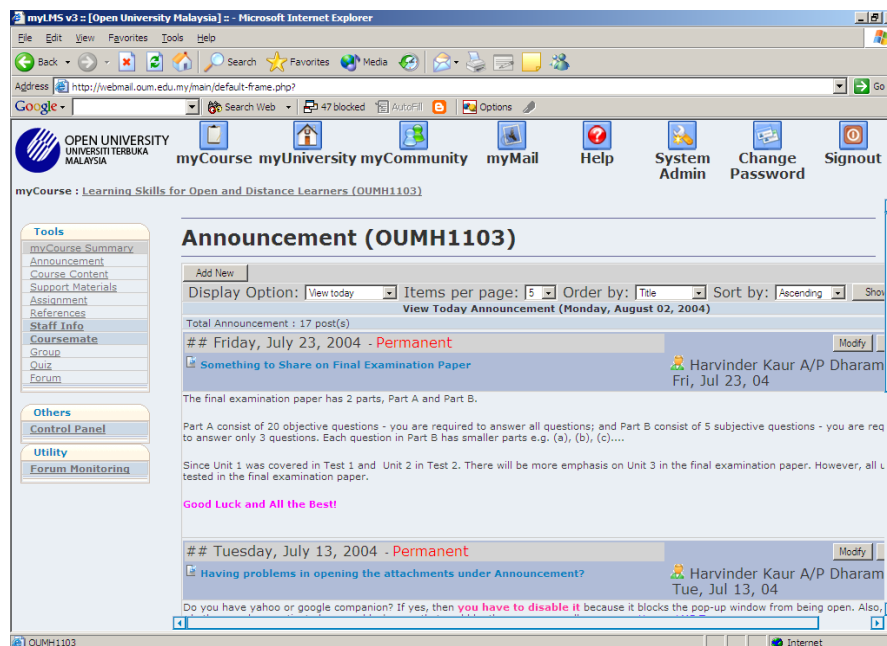 myLMS v3 :: [Open University Malaysia] :: - Microsoft Internet Explorer
File Edit View Favorites Tools Help
Back Search Favorites Media
Address http://webmail.oum.edu.my/main/default-frame.php? Go
Google Search Web 47 blocked AutoFill Options
OPEN UNIVERSITY
UNIVERSITI TERBUKA
MALAYSIA
myCourse myUniversity myCommunity myMail Help System Admin Change Password Signout
myCourse : Learning Skills for Open and Distance Learners (OUMH1103)
Tools
myCourse Summary
Announcement
Course Content
Support Materials
Assignment
References
Staff Info
Coursemate
Group
Quiz
Forum
Others
Control Panel
Utility
Forum Monitoring
Announcement (OUMH1103)
Add New
Display Option: View today Items per page: 5 Order by: Title Sort by: Ascending
View Today Announcement (Monday, August 02, 2004)
Total Announcement : 17 post(s)
## Friday, July 23, 2004 - Permanent Modify
Something to Share on Final Examination Paper Harvinder Kaur A/P Dharam
Fri, Jul 23, 04
The final examination paper has 2 parts, Part A and Part B.
Part A consist of 20 objective questions - you are required to answer all questions; and Part B consist of 5 subjective questions - you are req
to answer only 3 questions. Each question in Part B has smaller parts e.g. (a), (b), (c)....
Since Unit 1 was covered in Test 1 and Unit 2 in Test 2. There will be more emphasis on Unit 3 in the final examination paper. However, all u
tested in the final examination paper.
Good Luck and All the Best!
## Tuesday, July 13, 2004 - Permanent Modify
Having problems in opening the attachments under Announcement? Harvinder Kaur A/P Dharam
Tue, Jul 13, 04
Do you have yahoo or google companion? If yes, then you have to disable it because it blocks the pop-up window from being open. Also,
OUMH1103 Internet